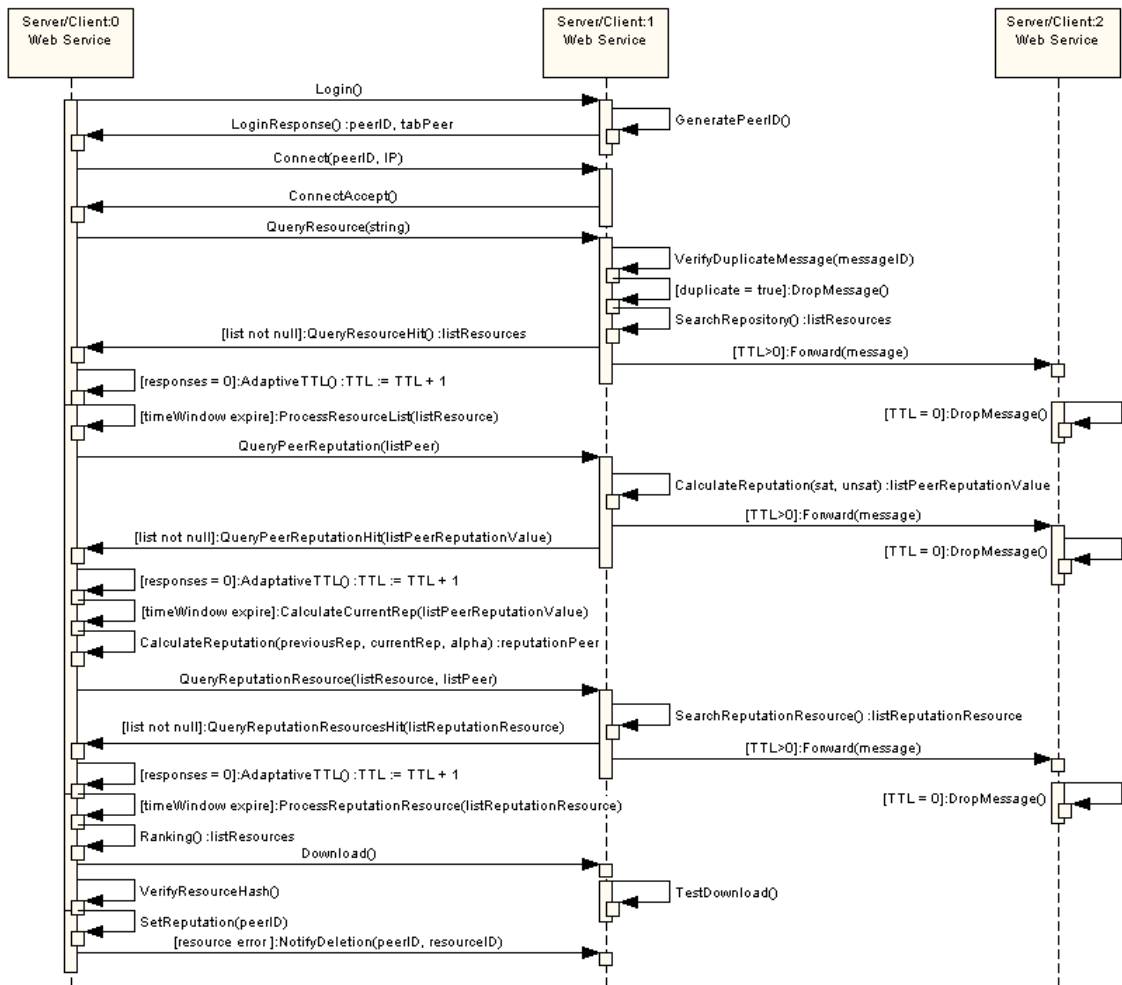 Server/Client:0
Web Service
Server/Client:1
Web Service
Server/Client:2
Web Service
Login()
GeneratePeerID()
LoginResponse() :peerID, tabPeer
Connect(peerID, IP)
ConnectAccept()
QueryResource(string)
VerifyDuplicateMessage(messageID)
[duplicate = true]:DropMessage()
SearchRepository() :listResources
[list not null]:QueryResourceHit() :listResources
[TTL>0]:Forward(message)
[responses = 0]:AdaptiveTTL() :TTL := TTL + 1
[timeWindow expire]:ProcessResourceList(listResource)
[TTL = 0]:DropMessage()
QueryPeerReputation(listPeer)
CalculateReputation(sat, unsat) :listPeerReputationValue
[TTL>0]:Forward(message)
[list not null]:QueryPeerReputationHit(listPeerReputationValue)
[TTL = 0]:DropMessage()
[responses = 0]:AdaptativeTTL() :TTL := TTL + 1
[timeWindow expire]:CalculateCurrentRep(listPeerReputationValue)
CalculateReputation(previousRep, currentRep, alpha) :reputationPeer
QueryReputationResource(listResource, listPeer)
SearchReputationResource() :listReputationResource
[list not null]:QueryReputationResourcesHit(listReputationResource)
[TTL>0]:Forward(message)
[responses = 0]:AdaptativeTTL() :TTL := TTL + 1
[timeWindow expire]:ProcessReputationResource(listReputationResource)
[TTL = 0]:DropMessage()
Ranking() :listResources
Download()
VerifyResourceHash()
TestDownload()
SetReputation(peerID)
[resource error ]:NotifyDeletion(peerID, resourceID)